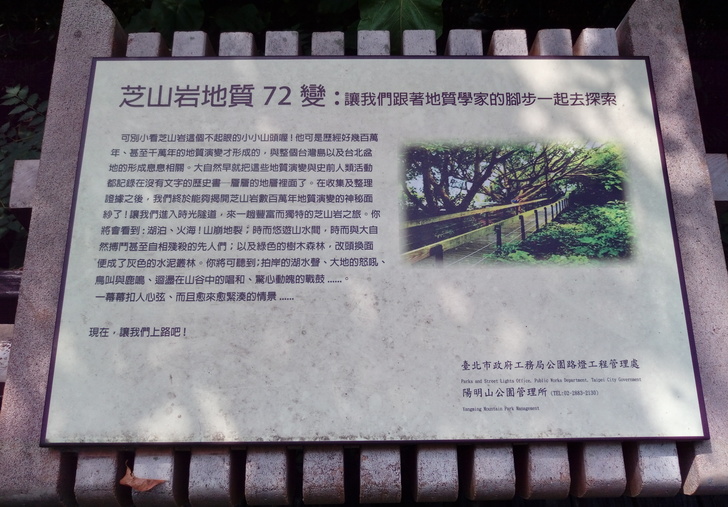 芝山岩地質 72 變：讓我們跟著地質學家的腳步一起去探索
可別小看芝山岩這個不起眼的小小山頭喔！他可是歷經好幾百萬
年、甚至千萬年的地質演變才形成的，與整個台灣島以及台北盆
地的形成息息相關。大自然早就把這些地質演變與史前人類活動
都記錄在沒有文字的歷史書—層層的地層裡面了。在收集及整理
證據之後，我們終於能夠揭開芝山岩數百萬年地質演變的神秘面
紗了！讓我們進入時光隧道，來一趟豐富而獨特的芝山岩之旅。你
將會看到：湖泊、火海！山崩地裂；時而悠遊山水間，時而與大自
然搏鬥甚至自相殘殺的先人們；以及綠色的樹木森林，改頭換面
便成了灰色的水泥叢林。你將可聽到；拍岸的湖水聲、大地的怒吼、
鳥叫與鹿鳴、迴盪在山谷中的唱和、驚心動魄的戰鼓……。
一幕幕扣人心弦、而且愈來愈緊湊的情景……
現在，讓我們上路吧！
臺北市政府工務局公園路燈工程管理處
Parks and Street Lights Office, Public Works Department, Taipei City Government
陽明山公園管理所（TEL:02-2883-2130）
Yangming Mountain Park Management